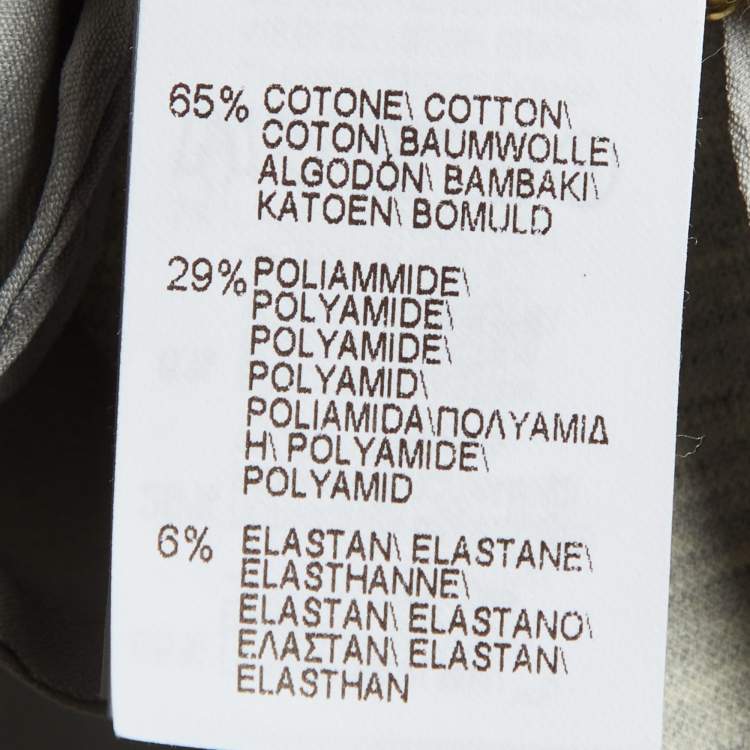 65% COTONE\ COTTON\
COTON\ BAUMWOLLE\
ALGODÓN\ BAMBAKI\
KATOEN\ BOMULD
29% POLIAMMIDE\
POLYAMIDE\
POLYAMIDE\
POLYAMID\
POLIAMIDA\ΠΟΛΥΑΜΙΔ
Η\ POLYAMIDE\
POLYAMID
6% ELASTAN\ ELASTANE\
ELASTHANNE\
ELASTAN\ ELASTANO\
ΕΛΑΣΤΑΝ\ ELASTAN\
ELASTHAN